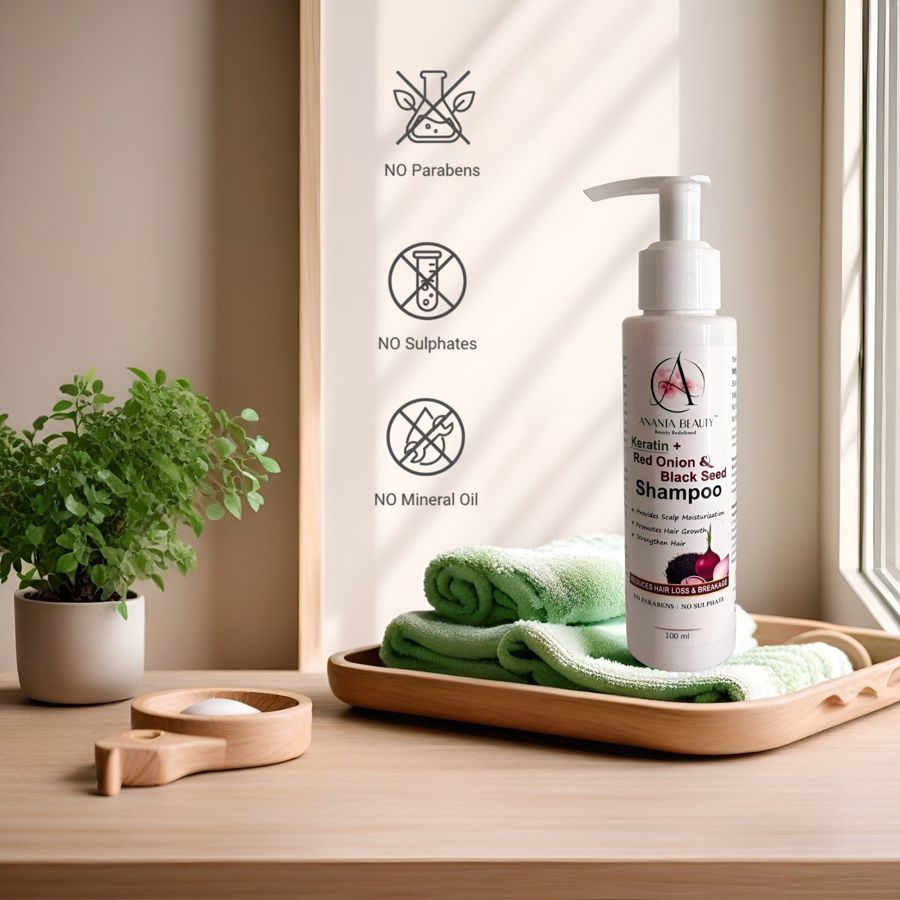 NO Parabens
NO Sulphates
NO Mineral Oil
A
ANANTA BEAUTY™
Beauty Redefined
Keratin +
Red Onion &
Black Seed
Shampoo
+ Provides Scalp Moisturization
+ Promotes Hair Growth
+ Strengthen Hair
REDUCES HAIR LOSS & BREAKAGE
NO PARABENS | NO SULPHATE
100 ml